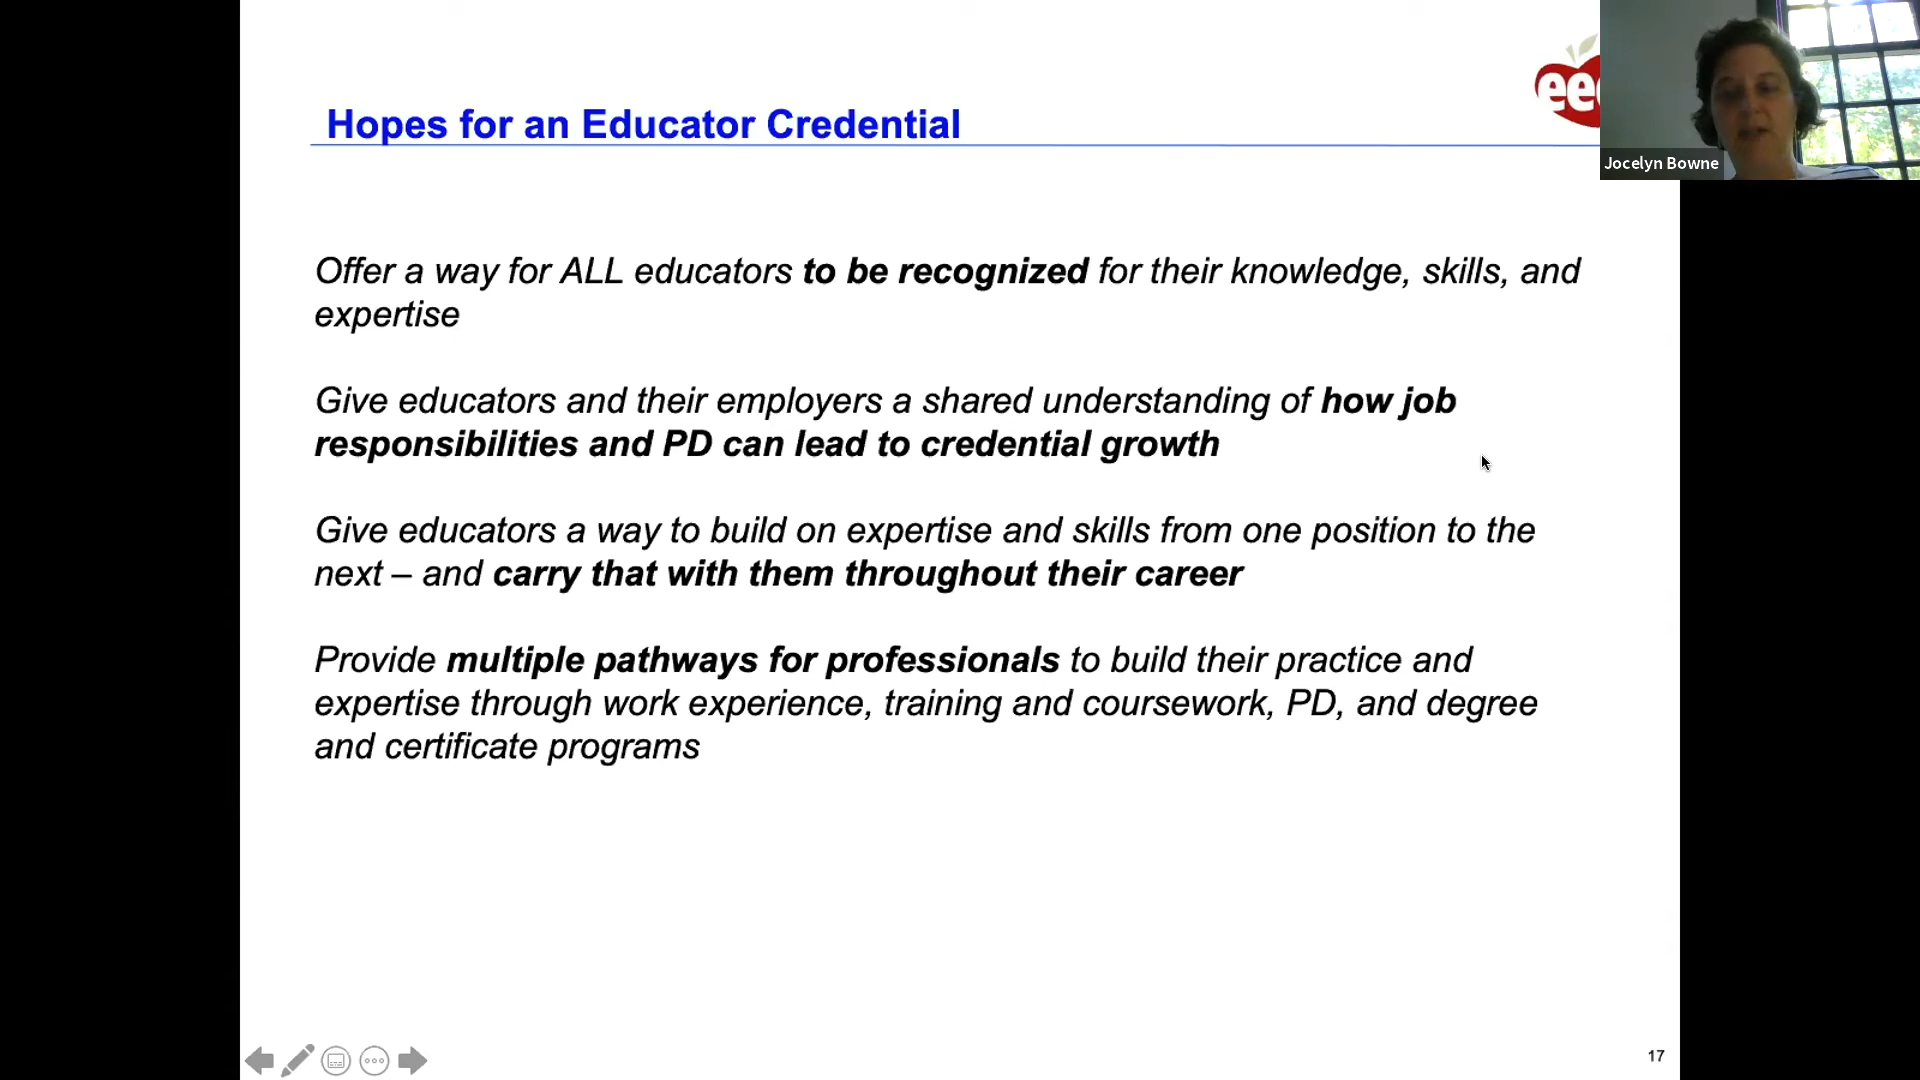 Hopes for an Educator Credential
ee
Jocelyn Bowne
Offer a way for ALL educators to be recognized for their knowledge, skills, and
expertise
Give educators and their employers a shared understanding of how job
responsibilities and PD can lead to credential growth
Give educators a way to build on expertise and skills from one position to the
next – and carry that with them throughout their career
Provide multiple pathways for professionals to build their practice and
expertise through work experience, training and coursework, PD, and degree
and certificate programs
17